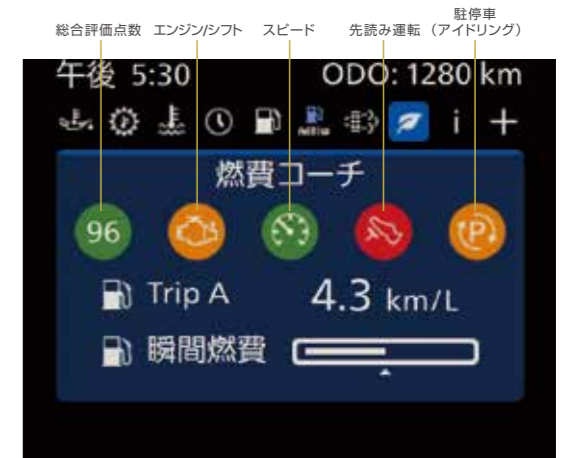 駐停車
総合評価点数 エンジン/シフト スピード 先読み運転 （アイドリング）
午後 5:30 ODO: 1280 km
i
燃費コーチ
96 P
Trip A 4.3 km/L
瞬間燃費